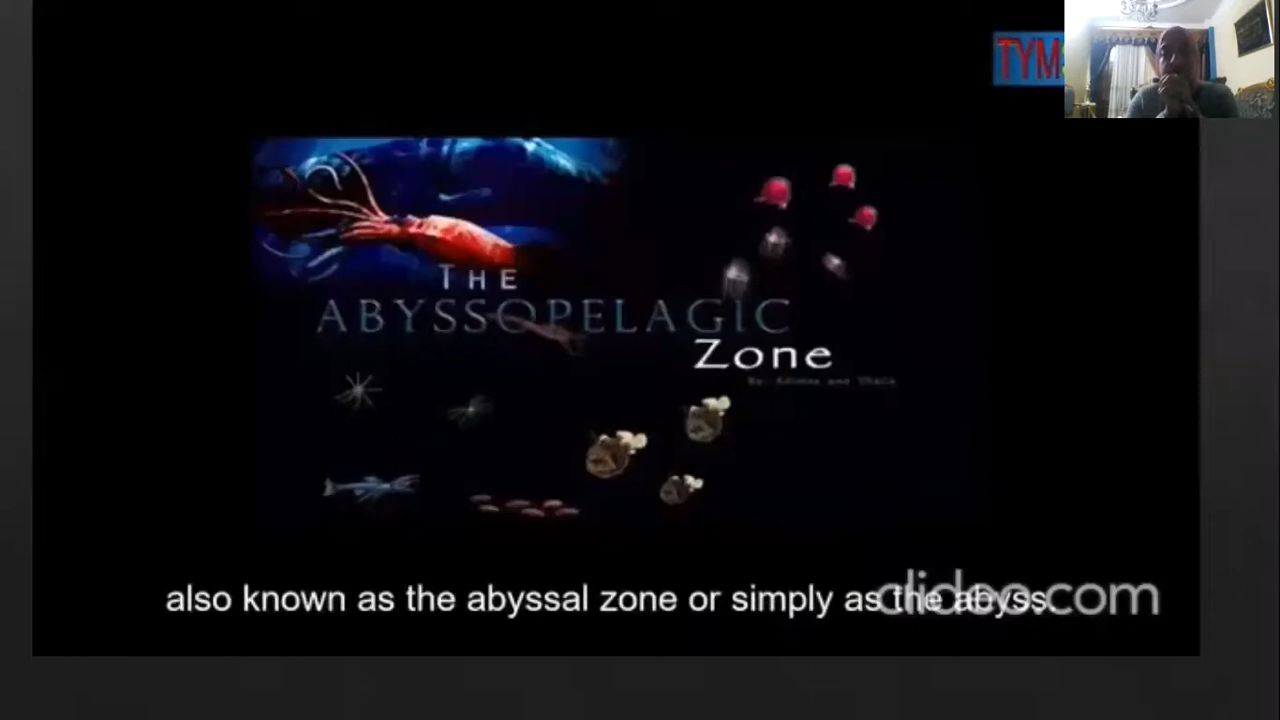 TYM
THE
ABYSSOPELAGIC
Zone
also known as the abyssal zone or simply as the abyss.
clideo.com